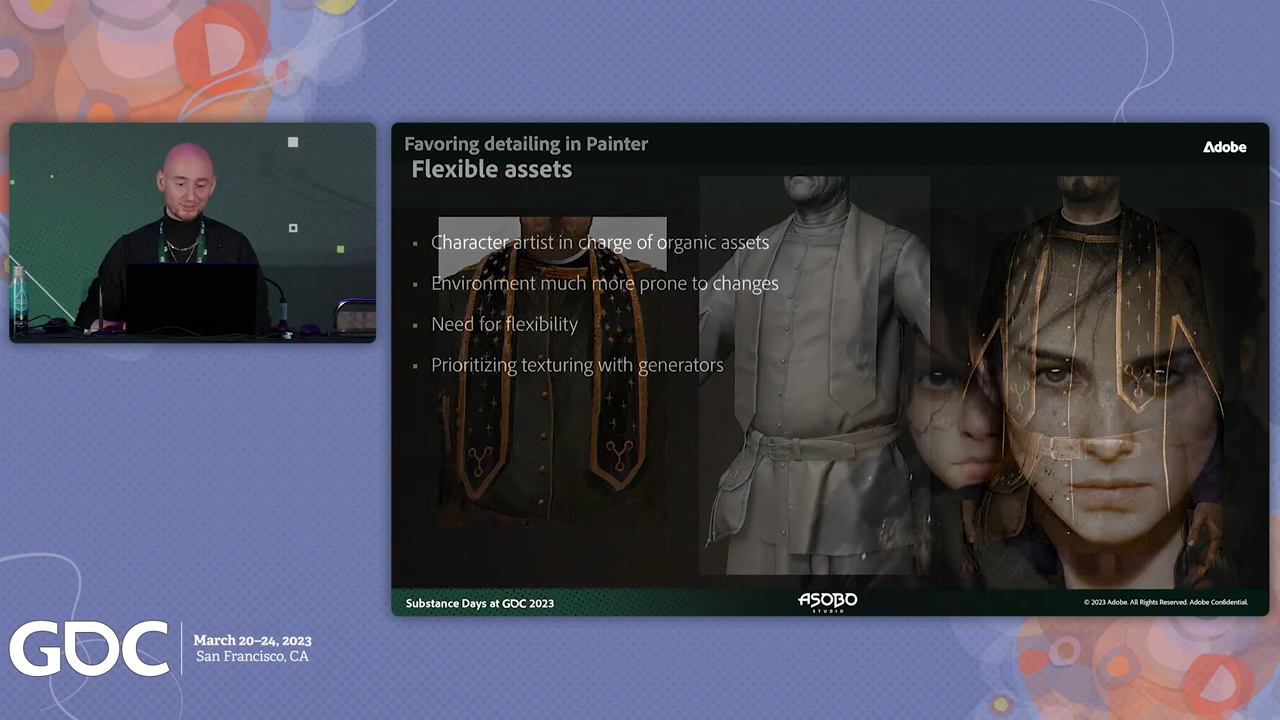 Favoring detailing in Painter
Flexible assets
Adobe
Character artist in charge of organic assets
Environment much more prone to changes
Need for flexibility
Prioritizing texturing with generators
Substance Days at GDC 2023
ASOBO
STUDIO
© 2023 Adobe. All Rights Reserved. Adobe Confidential.
GDC
March 20–24, 2023
San Francisco, CA